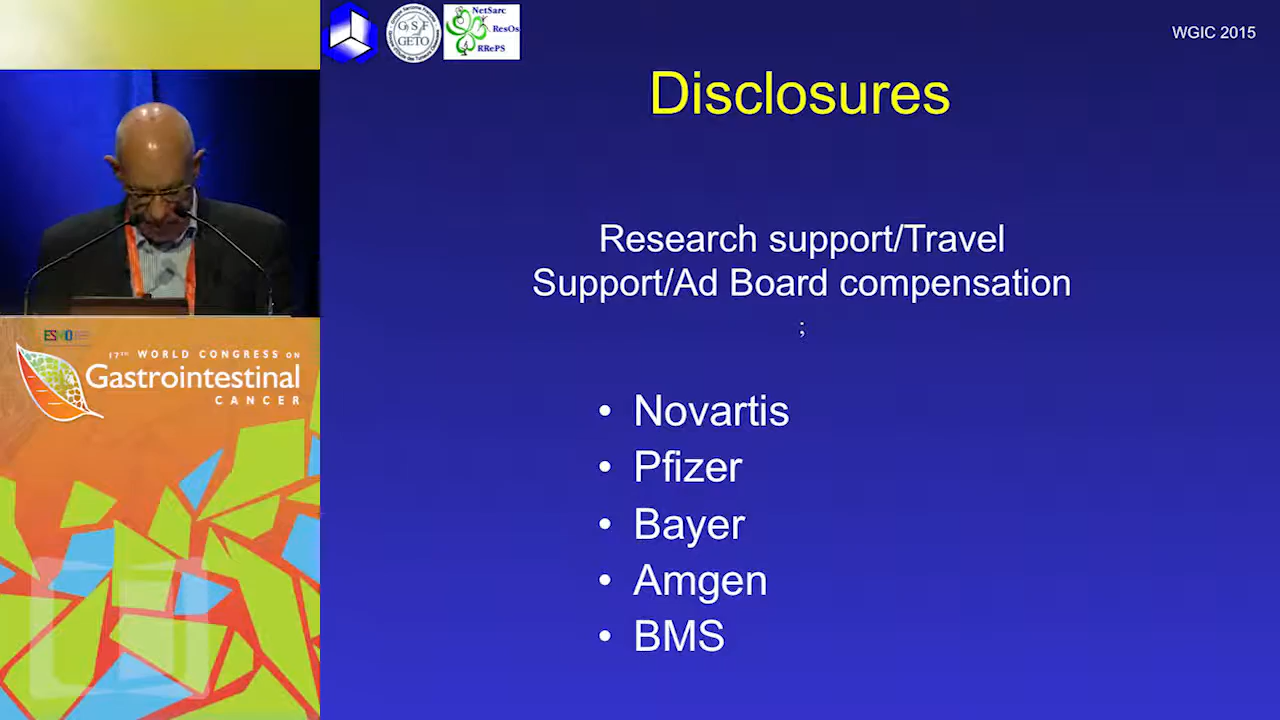 NetSarc
ResOs
RRePS
GSF
GETO
WGIC 2015
Disclosures
Research support/Travel
Support/Ad Board compensation
;
• Novartis
• Pfizer
• Bayer
• Amgen
• BMS
ESMO
17TH WORLD CONGRESS ON
Gastrointestinal
CANCER